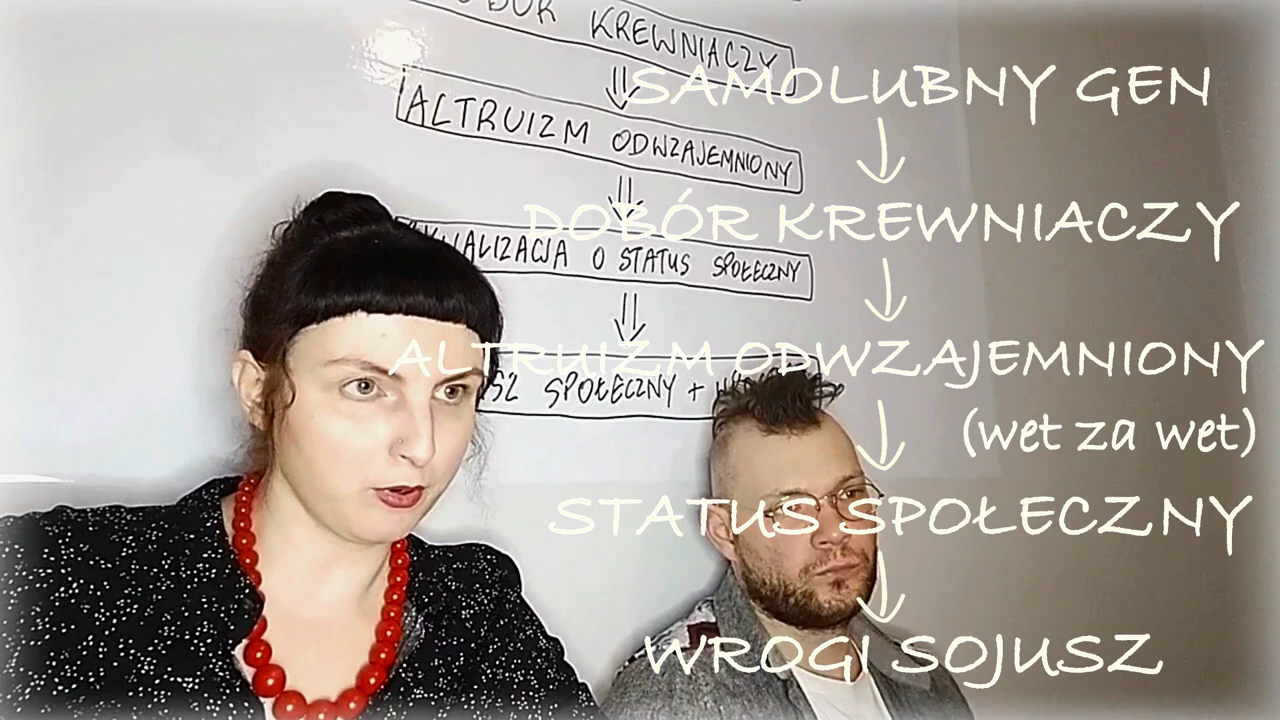 KREWNIACZY
ALTRUIZM ODWZAJEMNIONY
O STATUS SPOŁECZNY
SPOŁECZNY +
SAMOLUBNY GEN
DOBÓR KREWNIACZY
ALTRUIZM ODWZAJEMNIONY
(wet za wet)
STATUS SPOŁECZNY
WROGI SOJUSZ